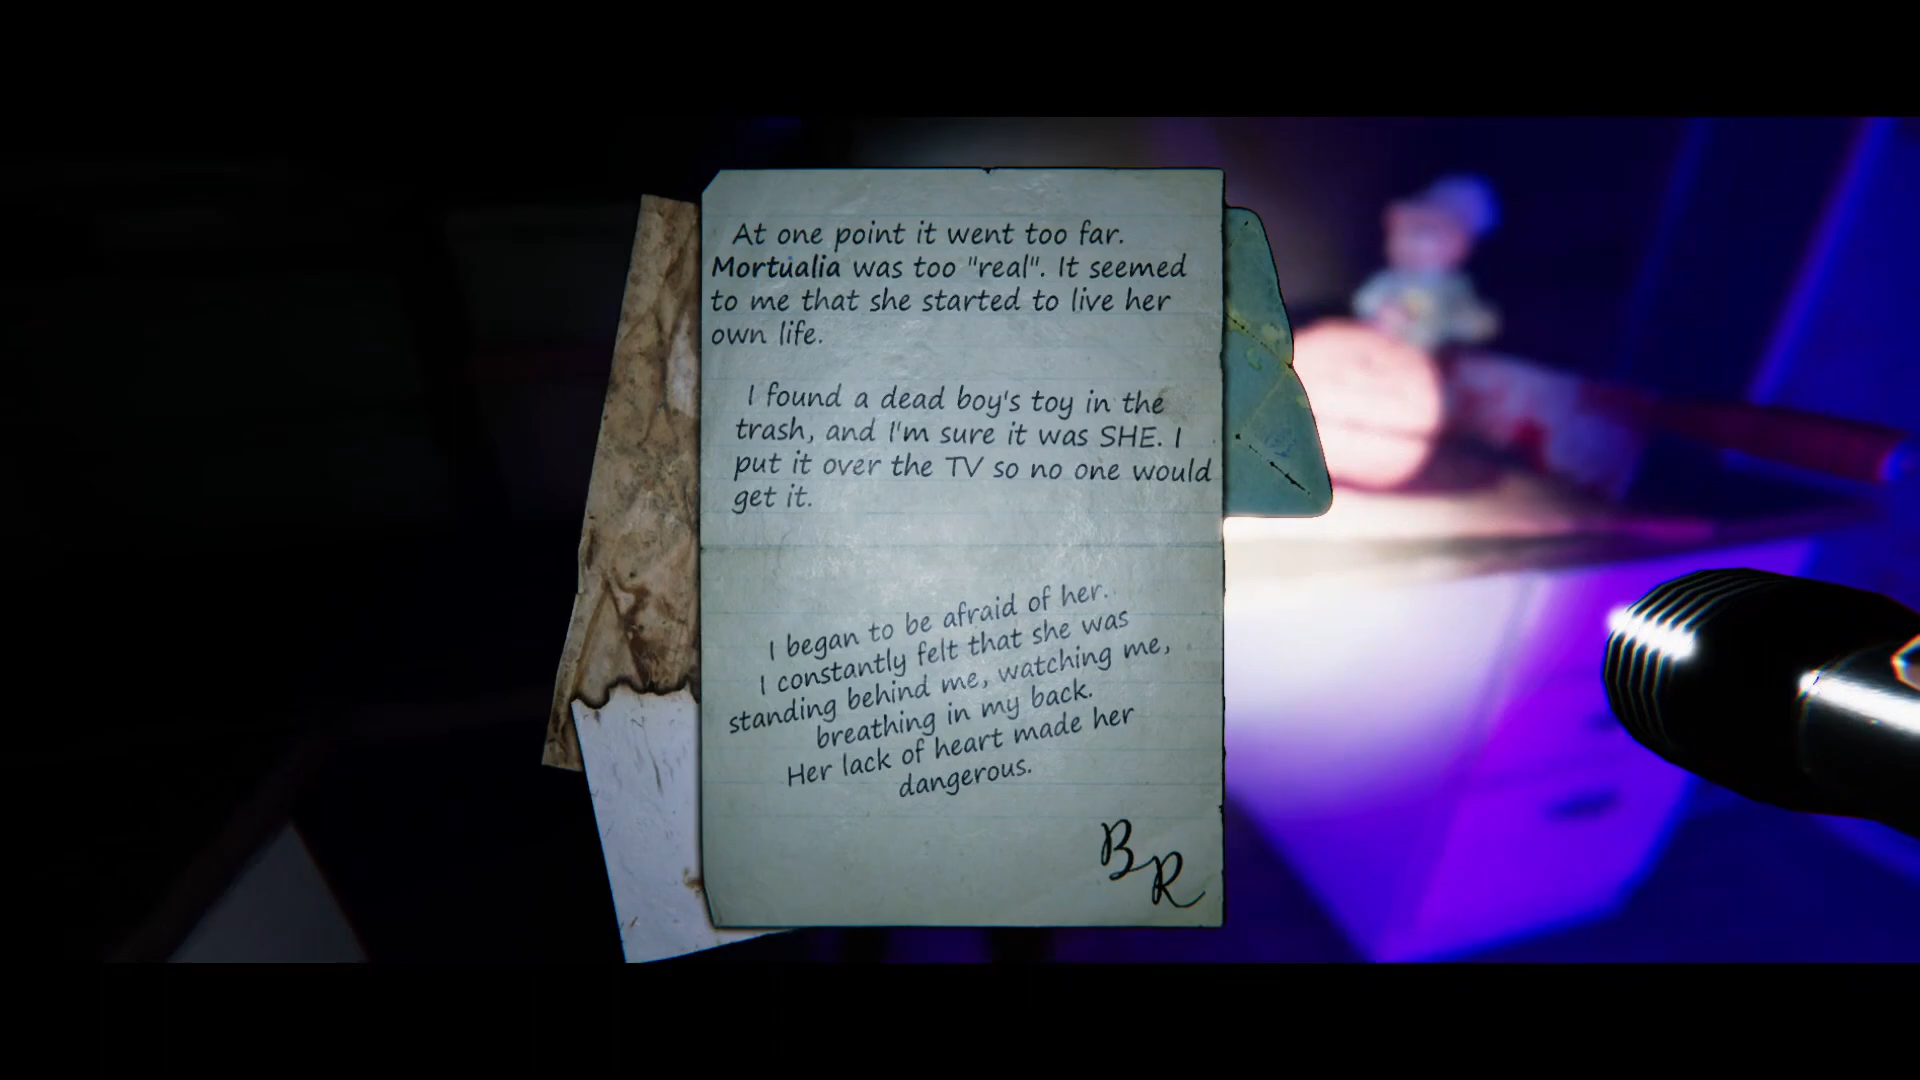 At one point it went too far.
Mortualia was too "real". It seemed
to me that she started to live her
own life.
I found a dead boy's toy in the
trash, and I'm sure it was SHE. I
put it over the TV so no one would
get it.
I began to be afraid of her.
I constantly felt that she was
standing behind me, watching me,
breathing in my back.
Her lack of heart made her
dangerous.
BR